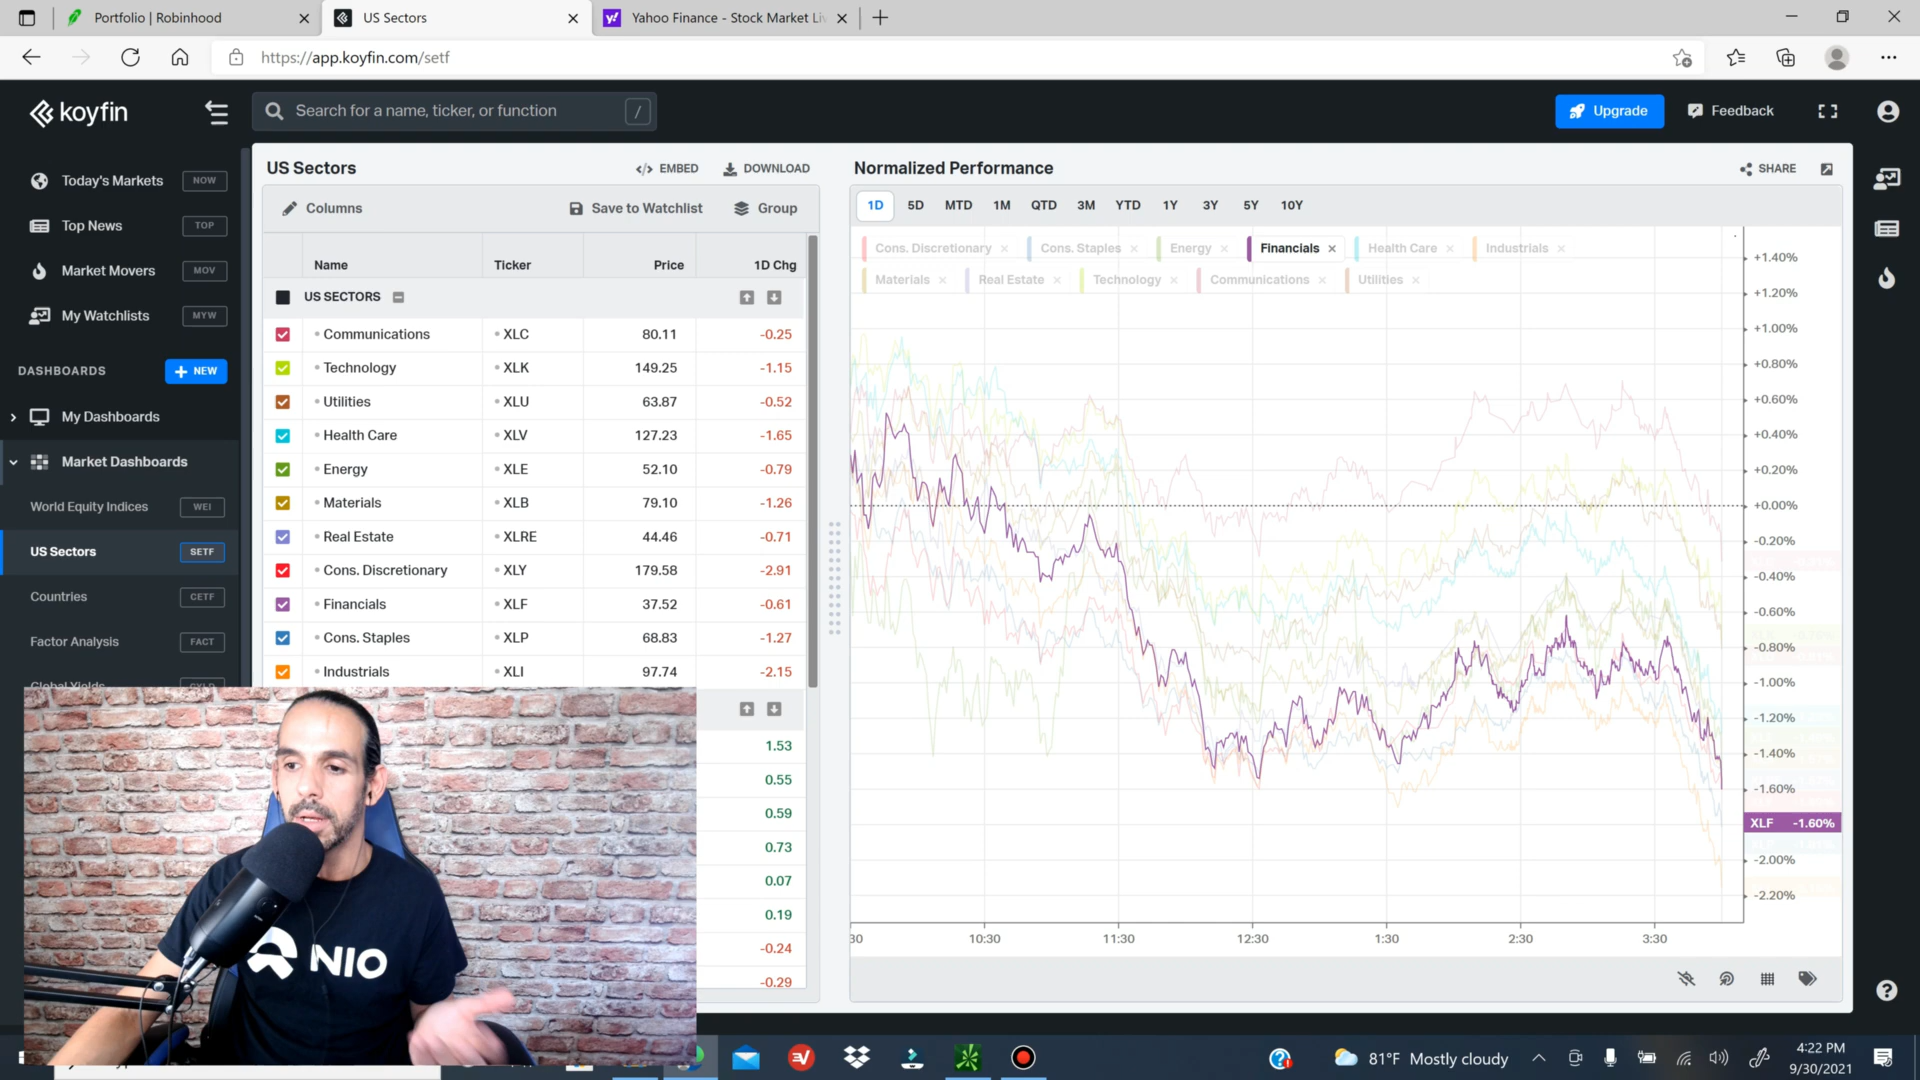 Portfolio | Robinhood
US Sectors
Yahoo Finance - Stock Market Li
https://app.koyfin.com/setf
koyfin
Search for a name, ticker, or function
/
Upgrade
Feedback
Today's Markets NOW
Top News TOP
Market Movers MOV
My Watchlists MYW
DASHBOARDS
NEW
My Dashboards
Market Dashboards
World Equity Indices WEI
US Sectors SETF
Countries CETF
Factor Analysis FACT
US Sectors
EMBED
DOWNLOAD
Columns
Save to Watchlist
Group
Name Ticker Price 1D Chg
US SECTORS
Communications XLC 80.11 -0.25
Technology XLK 149.25 -1.15
Utilities XLU 63.87 -0.52
Health Care XLV 127.23 -1.65
Energy XLE 52.10 -0.79
Materials XLB 79.10 -1.26
Real Estate XLRE 44.46 -0.71
Cons. Discretionary XLY 179.58 -2.91
Financials XLF 37.52 -0.61
Cons. Staples XLP 68.83 -1.27
Industrials XLI 97.74 -2.15
1.53
0.55
0.59
0.73
0.07
0.19
-0.24
-0.29
Normalized Performance
SHARE
1D 5D MTD 1M QTD 3M YTD 1Y 3Y 5Y 10Y
Cons. Discretionary Cons. Staples Energy Financials Health Care Industrials
Materials Real Estate Technology Communications Utilities
+1.40%
+1.20%
+1.00%
+0.80%
+0.60%
+0.40%
+0.20%
+0.00%
-0.20%
-0.40%
-0.60%
-0.80%
-1.00%
-1.20%
-1.40%
-1.60%
XLF -1.60%
-2.00%
-2.20%
30 10:30 11:30 12:30 1:30 2:30 3:30
NIO
81°F Mostly cloudy
4:22 PM
9/30/2021